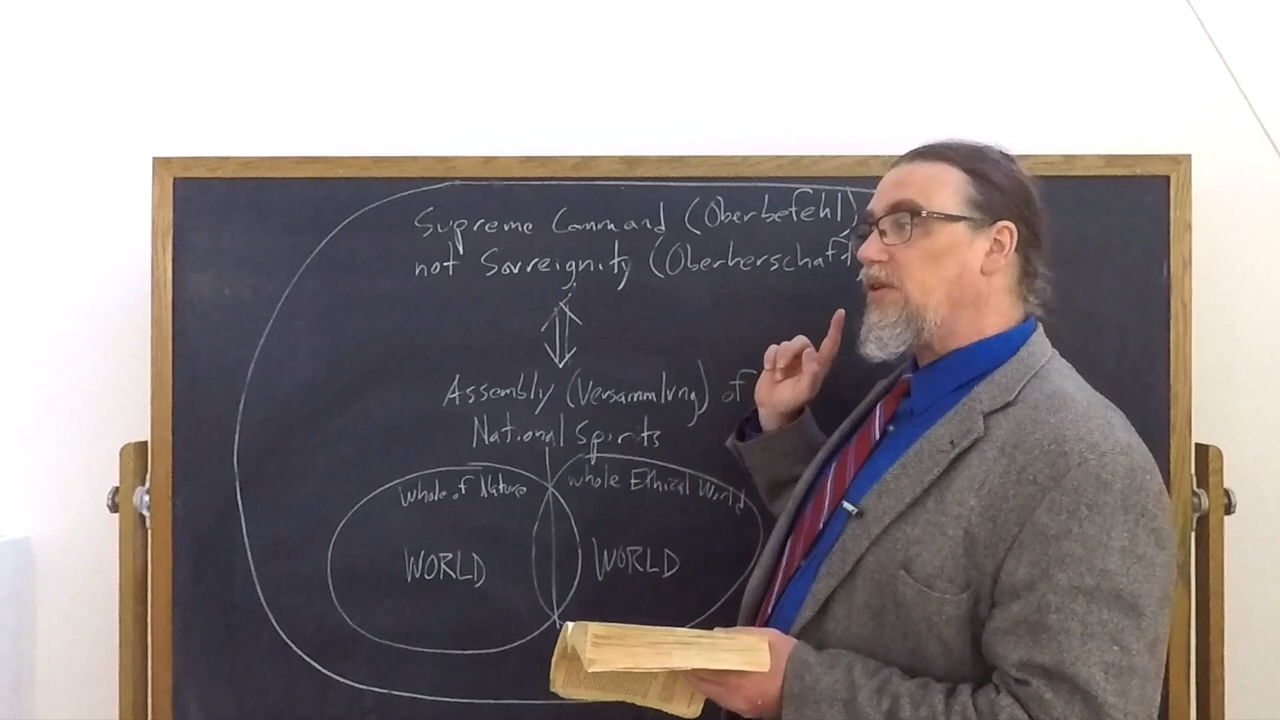 Supreme Command (Oberbefehl)
not Sovreignity (Oberherschaft
Assembly (Versammlung) of
National Spirits
whole of Nature
whole Ethical World
WORLD
WORLD